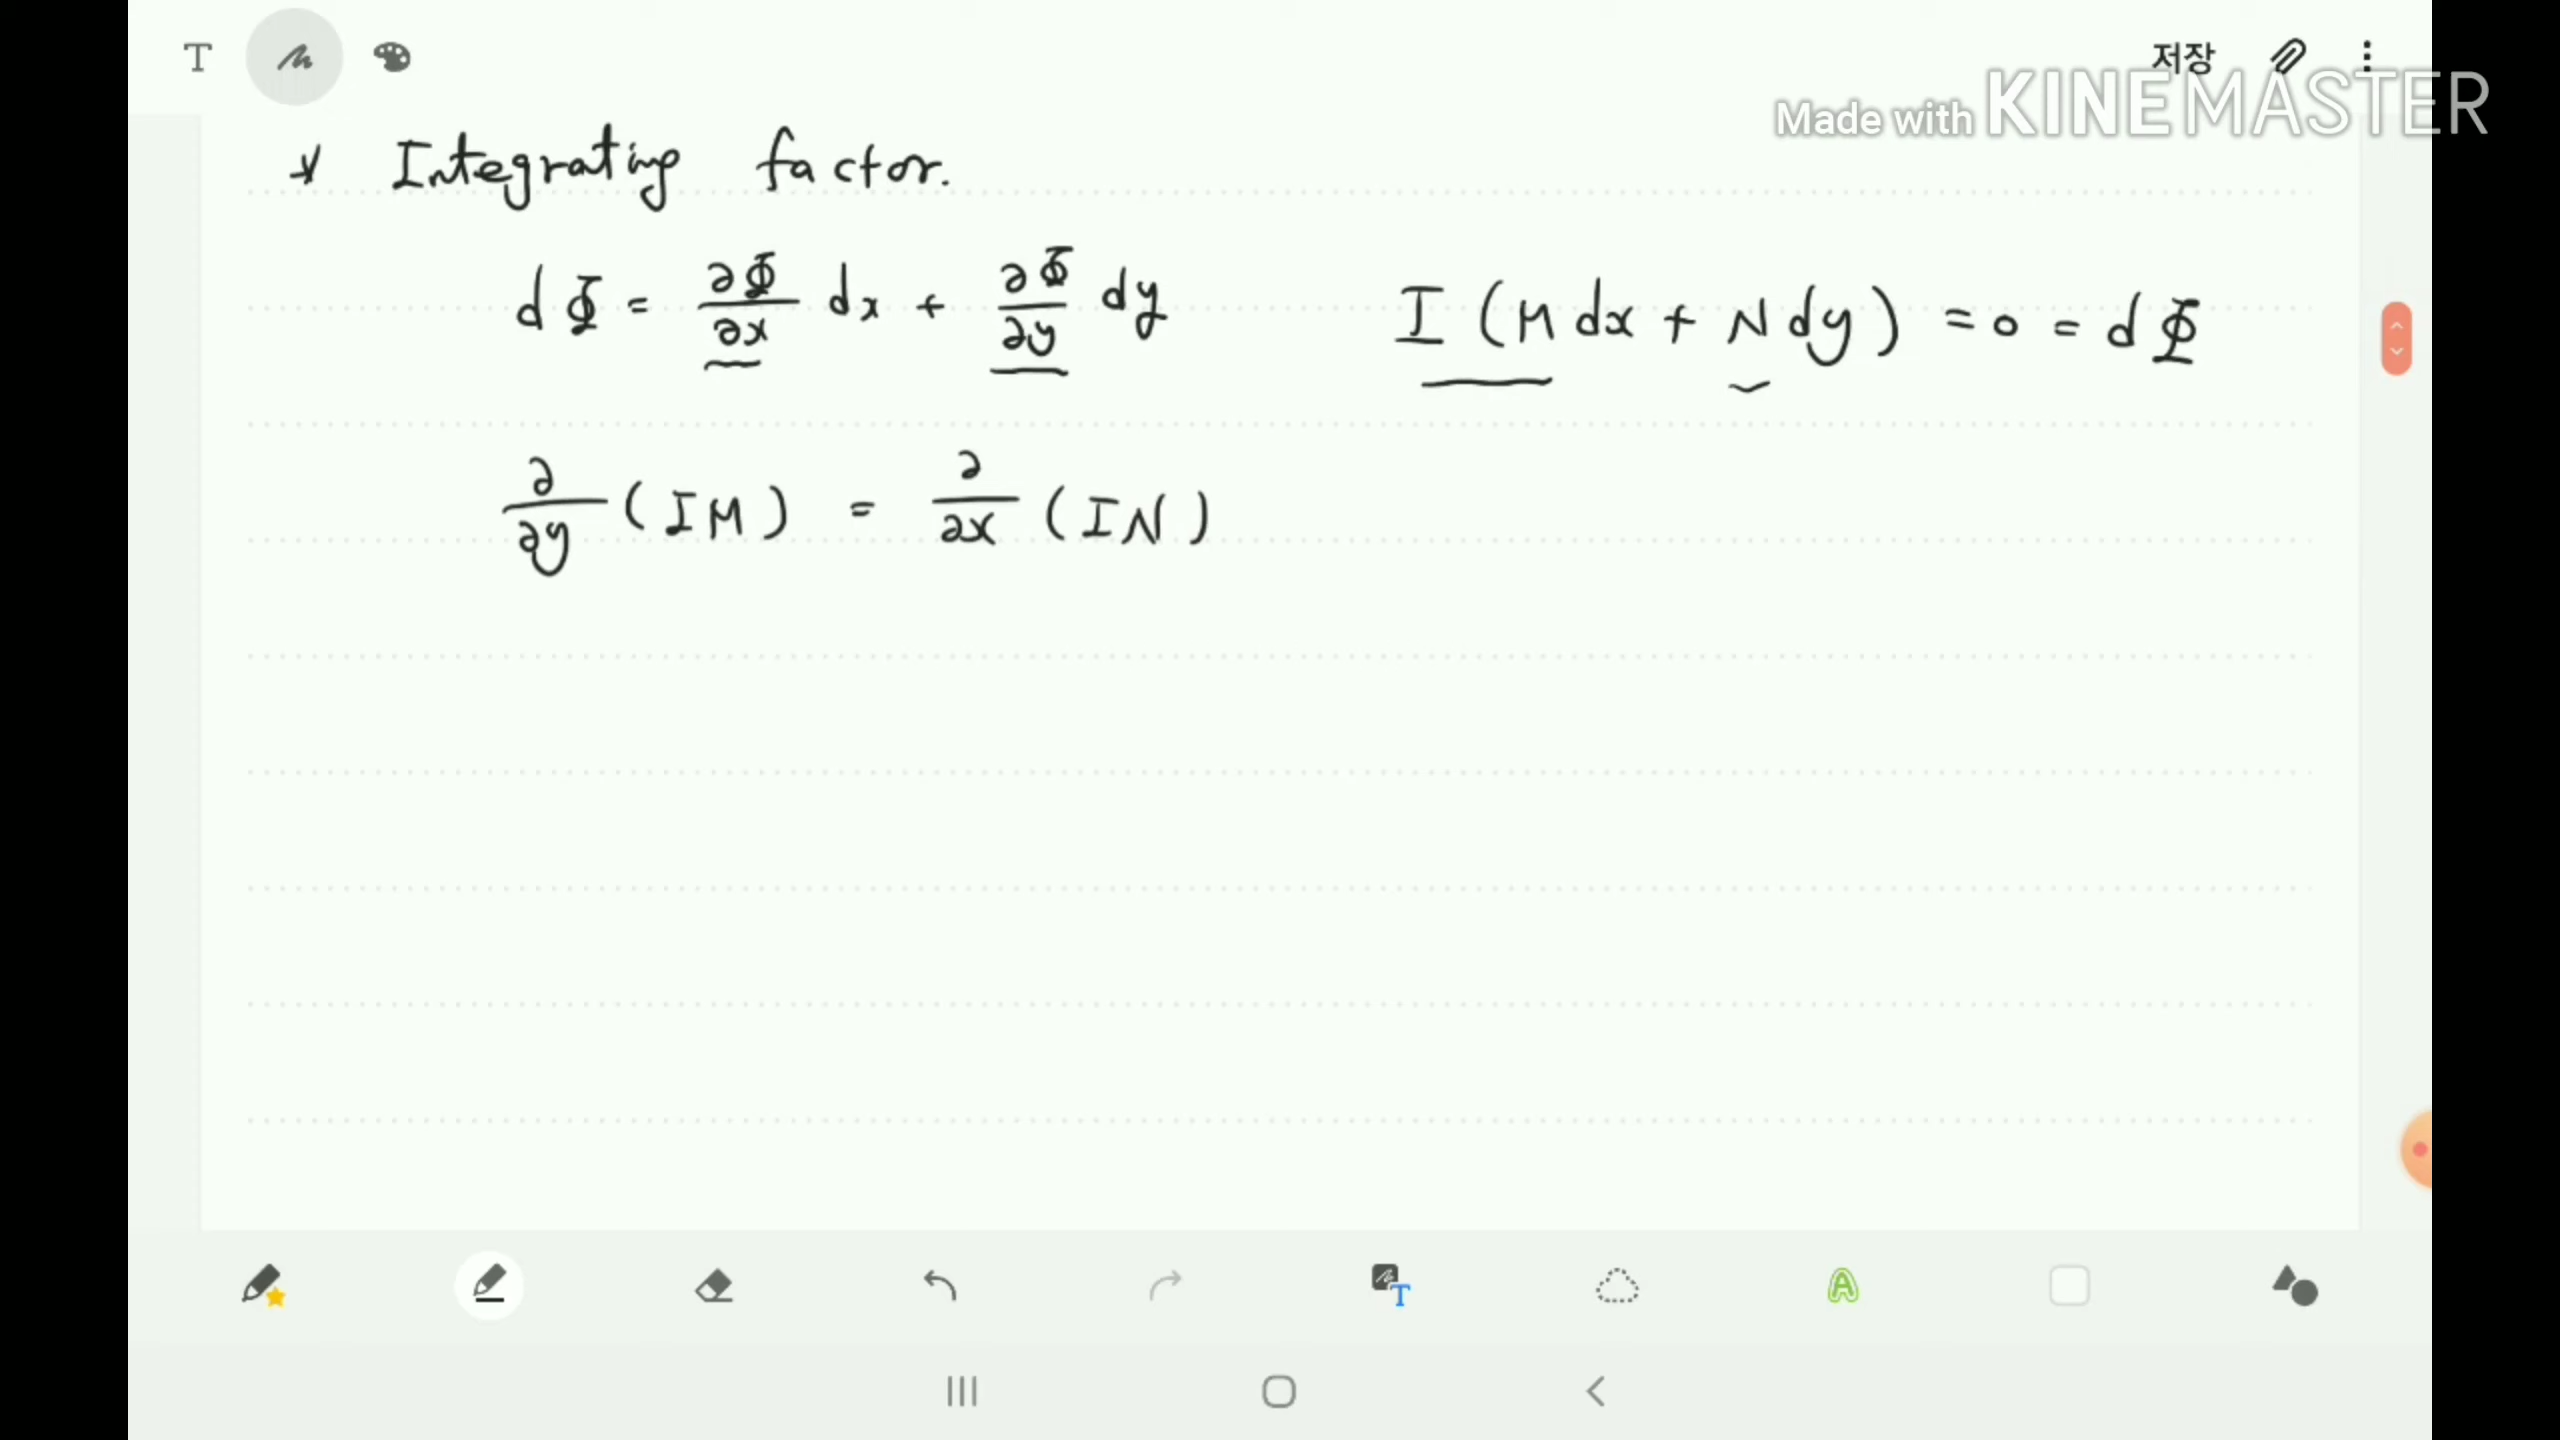 T
저장
Made with KINEMASTER
* Integrating factor.
dΦ = ∂Φ/∂x dx + ∂Φ/∂y dy
I (M dx + N dy) = 0 = dΦ
∂/∂y (IM) = ∂/∂x (IN)
T
A